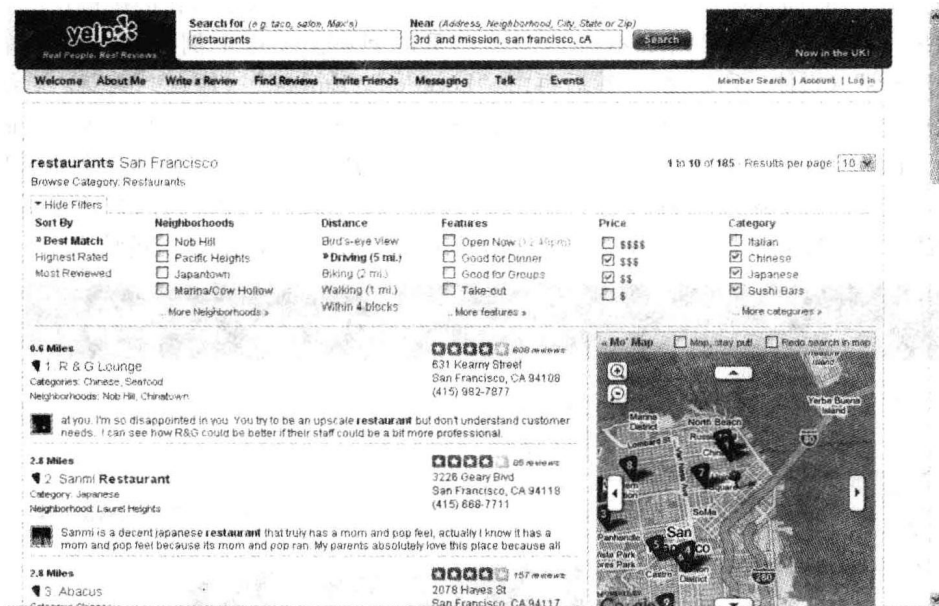 yelp
Real People. Real Reviews.
Search for (e.g. taco, salon, Max's)
restaurants
Near (Address, Neighborhood, City, State or Zip)
3rd and mission, san francisco, cA
Search
Now in the UK!
Welcome About Me Write a Review Find Reviews Invite Friends Messaging Talk Events
Member Search | Account | Log In
restaurants San Francisco
1 to 10 of 185 - Results per page 10
Browse Category: Restaurants
Hide Filters
Sort By
» Best Match
Highest Rated
Most Reviewed
Neighborhoods
Nob Hill
Pacific Heights
Japantown
Marina/Cow Hollow
... More Neighborhoods »
Distance
Bird's-eye View
» Driving (5 mi.)
Biking (2 mi.)
Walking (1 mi.)
Within 4 blocks
Features
Open Now
Good for Dinner
Good for Groups
Take-out
... More features »
Price
$$$$
$$$
$$
$
Category
Italian
Chinese
Japanese
Sushi Bars
... More categories »
0.6 Miles
1 R & G Lounge
Categories: Chinese, Seafood
Neighborhoods: Nob Hill, Chinatown
608 reviews
631 Kearny Street
San Francisco, CA 94108
(415) 982-7877
at you. I'm so disappointed in you. You try to be an upscale restaurant but don't understand customer
needs. I can see how R&G could be better if their staff could be a bit more professional.
2.8 Miles
2 Sanmi Restaurant
Category: Japanese
Neighborhood: Laurel Heights
85 reviews
3226 Geary Blvd
San Francisco, CA 94118
(415) 668-7711
Sanmi is a decent japanese restaurant that truly has a mom and pop feel, actually I know it has a
mom and pop feel because its mom and pop ran. My parents absolutely love this place because all
2.8 Miles
3 Abacus
157 reviews
2078 Hayes St
San Francisco, CA 94117
« Mo' Map
Map, stay put!
Redo search in map
Yerba Buena
Island
Marina
District
North Beach
Lombard St
SoMa
Panhandle
San
Castro
District
80
280